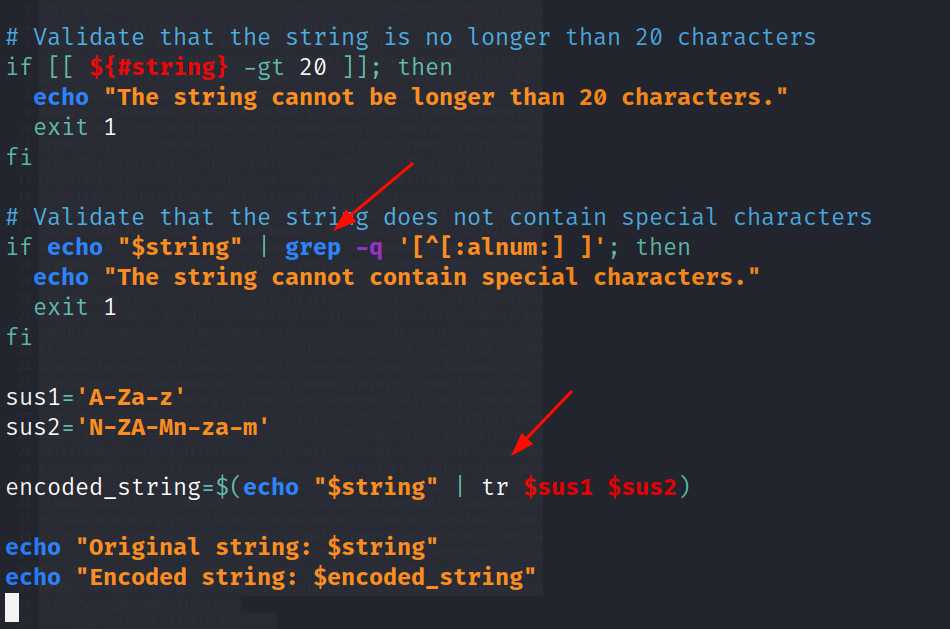 # Validate that the string is no longer than 20 characters
if [[ ${#string} -gt 20 ]]; then
  echo "The string cannot be longer than 20 characters."
  exit 1
fi

# Validate that the string does not contain special characters
if echo "$string" | grep -q '[^[:alnum:] ]'; then
  echo "The string cannot contain special characters."
  exit 1
fi

sus1='A-Za-z'
sus2='N-ZA-Mn-za-m'

encoded_string=$(echo "$string" | tr $sus1 $sus2)

echo "Original string: $string"
echo "Encoded string: $encoded_string"